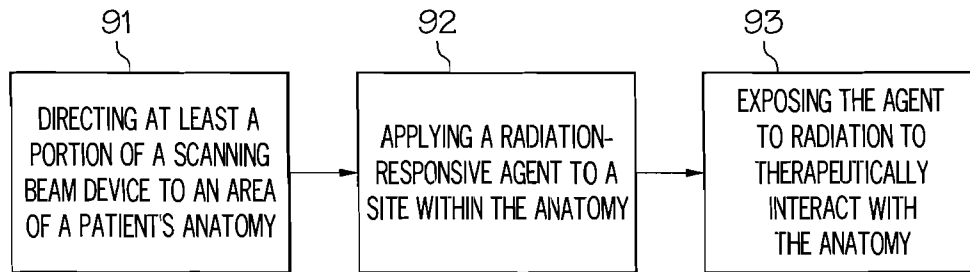 91
DIRECTING AT LEAST A
PORTION OF A SCANNING
BEAM DEVICE TO AN AREA
OF A PATIENT'S ANATOMY
92
APPLYING A RADIATION-
RESPONSIVE AGENT TO A
SITE WITHIN THE ANATOMY
93
EXPOSING THE AGENT
TO RADIATION TO
THERAPEUTICALLY
INTERACT WITH
THE ANATOMY